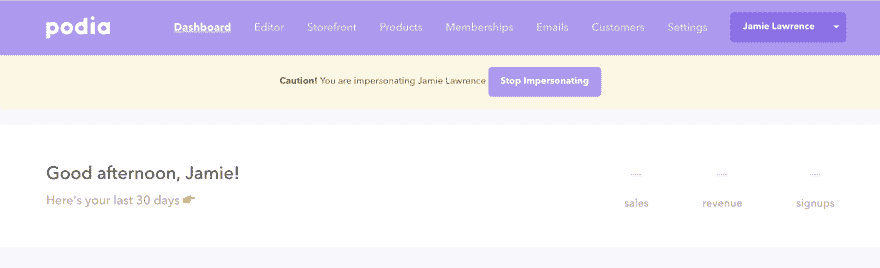 podia Dashboard Editor Storefront Products Memberships Emails Customers Settings Jamie Lawrence
Caution! You are impersonating Jamie Lawrence Stop Impersonating
Good afternoon, Jamie!
Here's your last 30 days
sales revenue signups